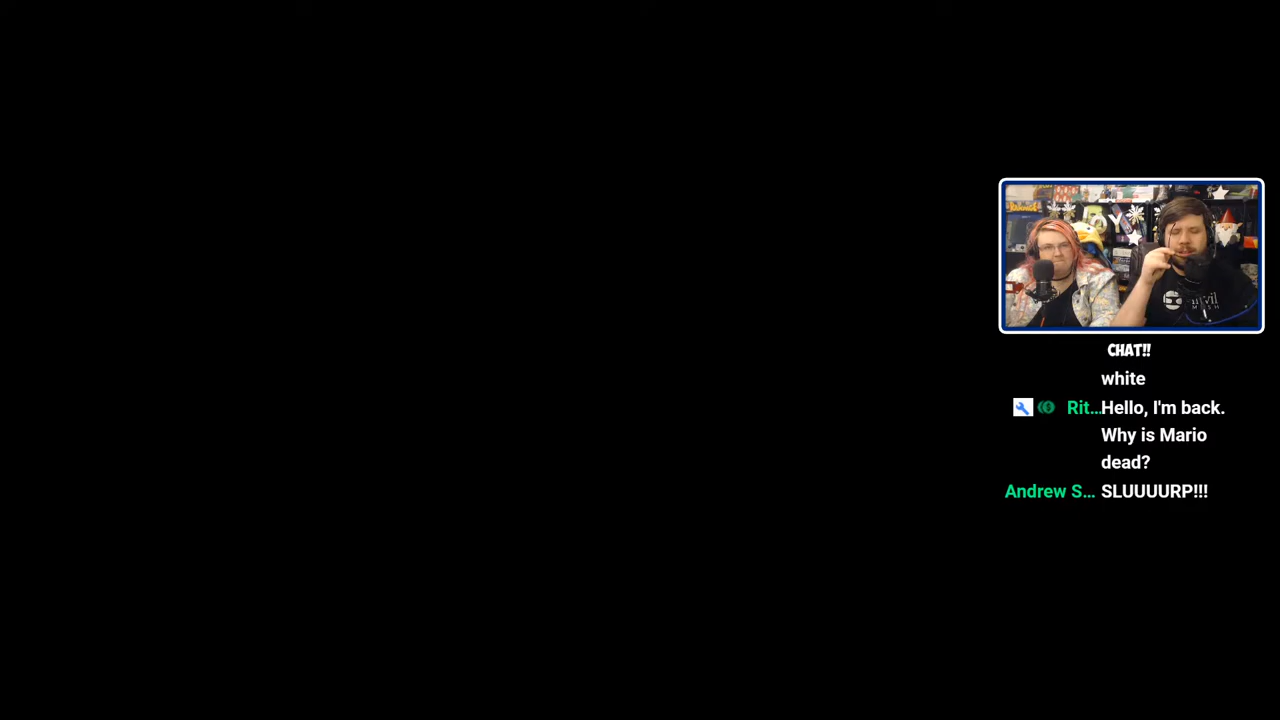 CHAT!!
white
Rit... Hello, I'm back.
Why is Mario
dead?
Andrew S... SLUUUURP!!!